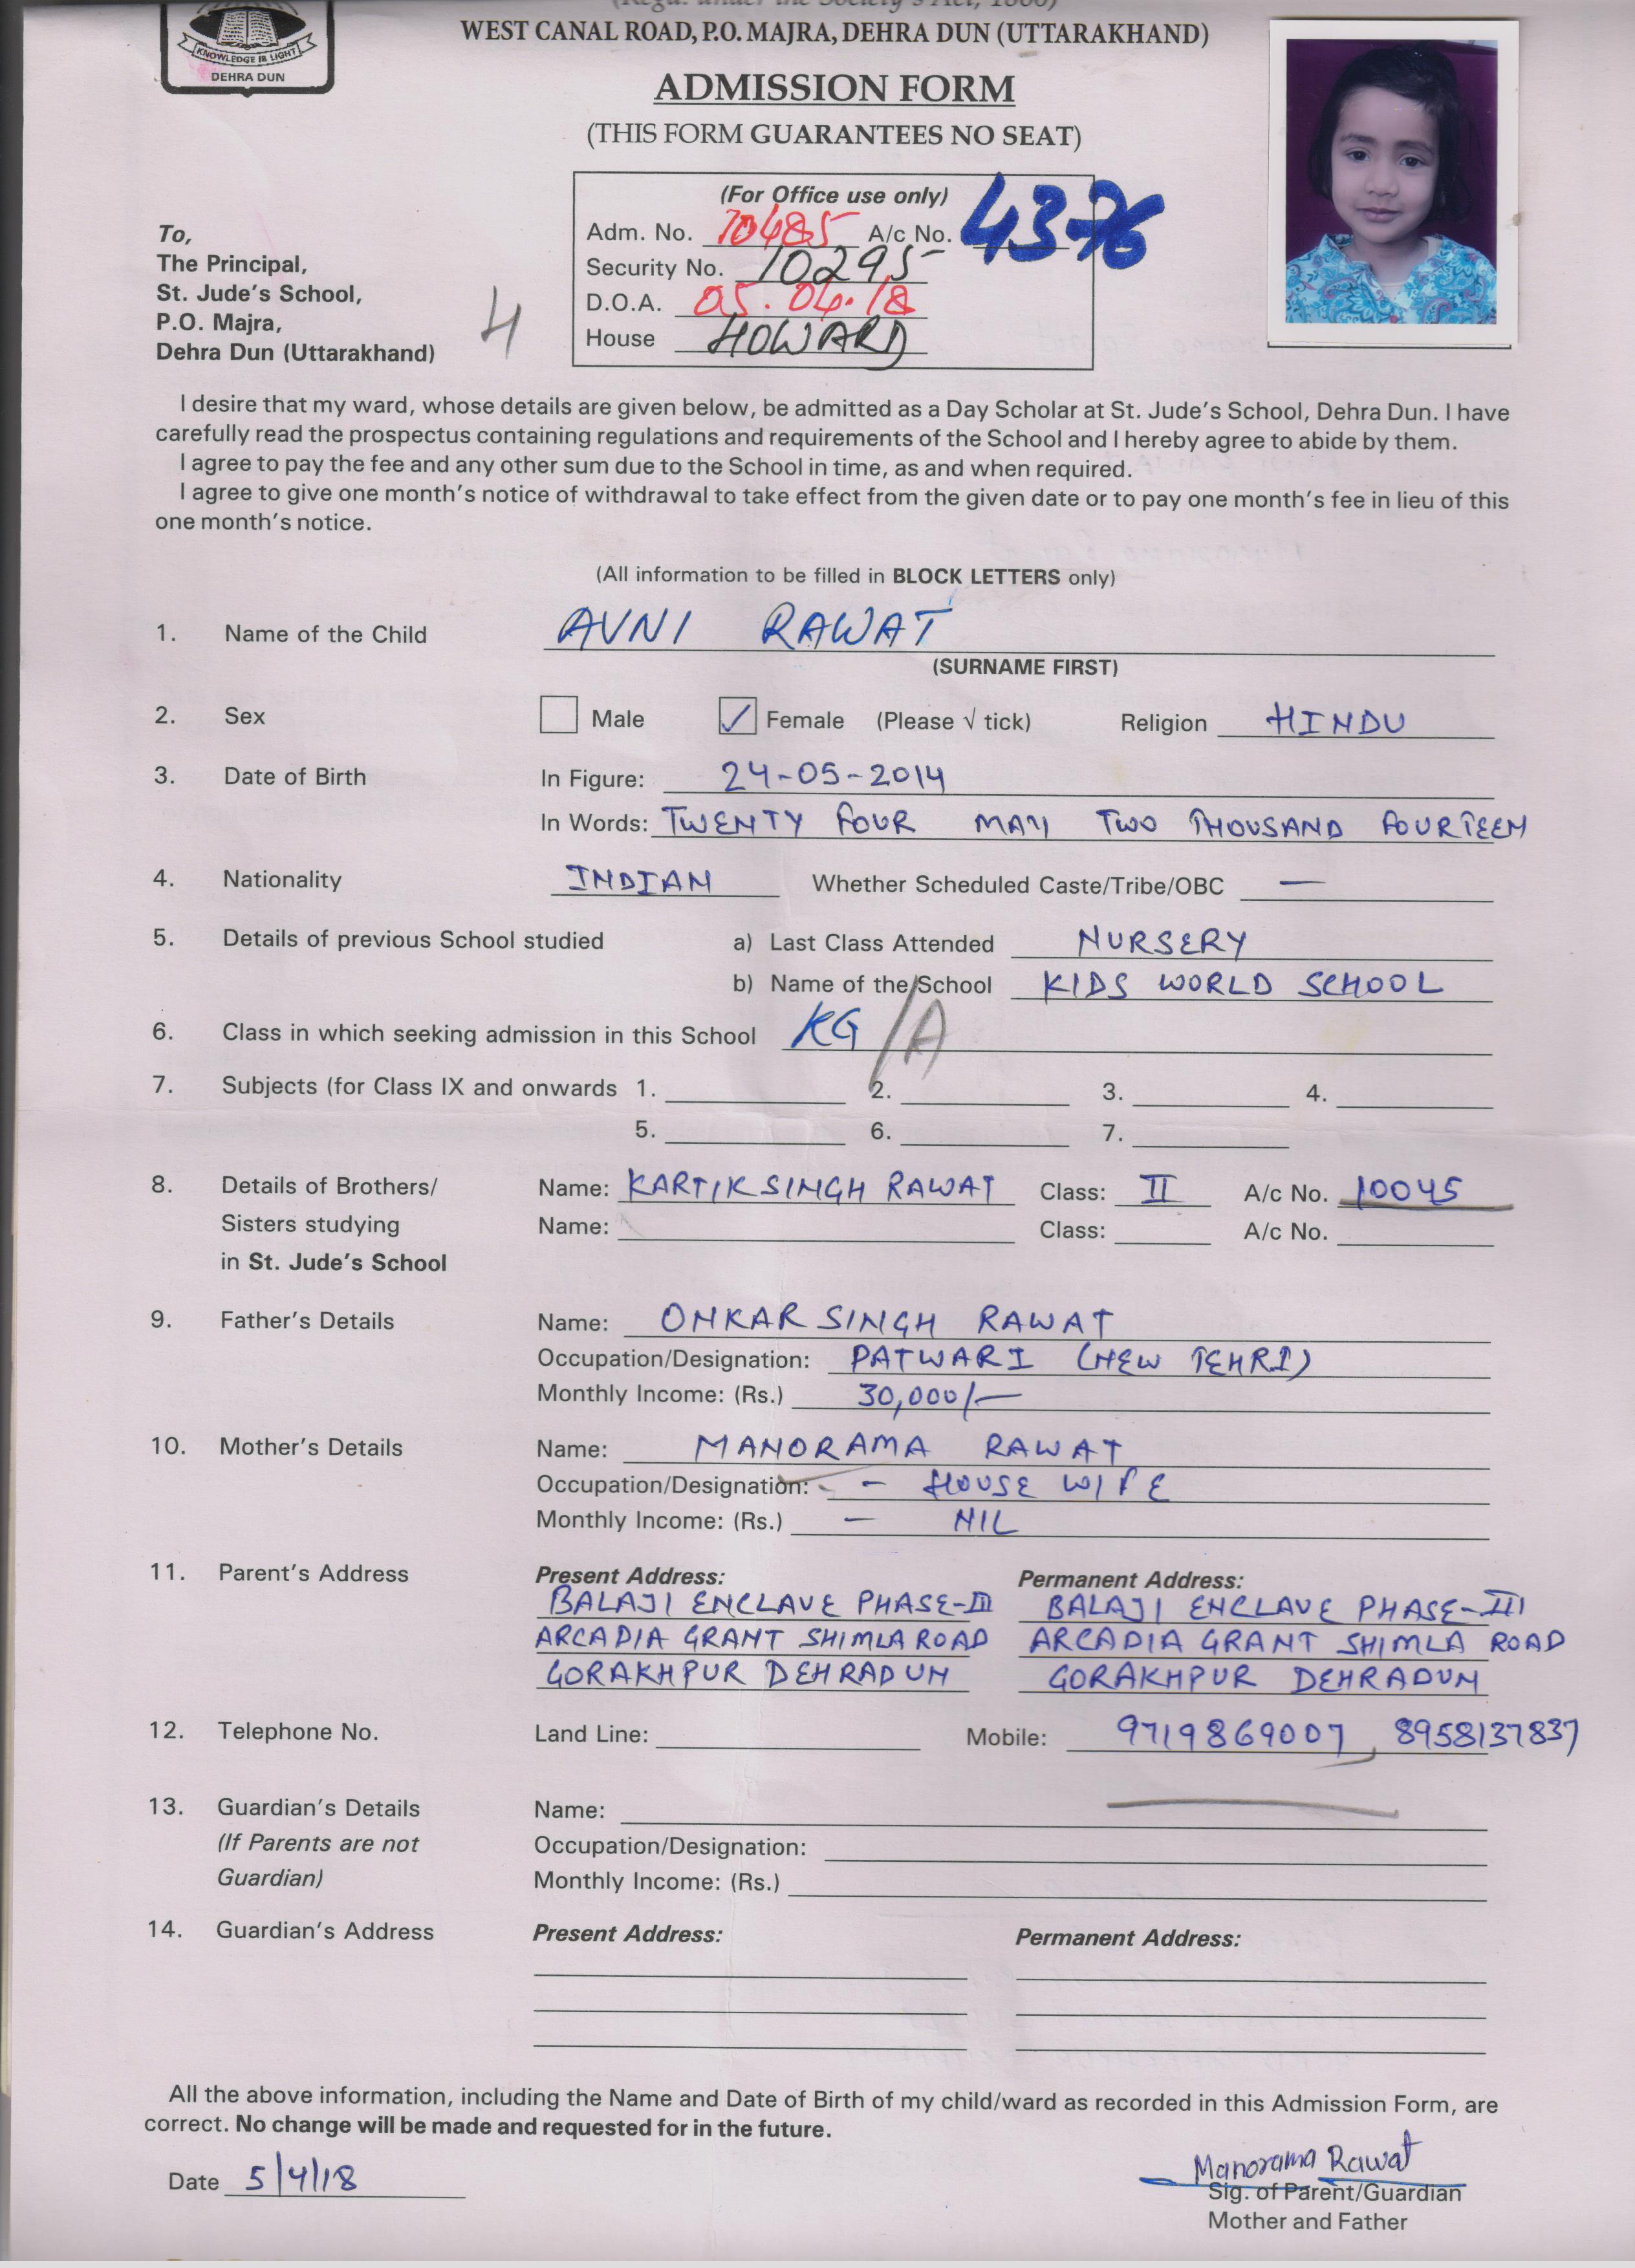 (Regd. under the Society's Act, 1860)
WEST CANAL ROAD, P.O. MAJRA, DEHRA DUN (UTTARAKHAND)
KNOWLEDGE IS LIGHT
DEHRA DUN
ADMISSION FORM
(THIS FORM GUARANTEES NO SEAT)
(For Office use only)
Adm. No. 10485 A/c No. 4376
Security No. 10295
D.O.A. 05.04.18
House HOWARD
To,
The Principal,
St. Jude's School,
P.O. Majra,
Dehra Dun (Uttarakhand)
4
I desire that my ward, whose details are given below, be admitted as a Day Scholar at St. Jude's School, Dehra Dun. I have
carefully read the prospectus containing regulations and requirements of the School and I hereby agree to abide by them.
I agree to pay the fee and any other sum due to the School in time, as and when required.
I agree to give one month's notice of withdrawal to take effect from the given date or to pay one month's fee in lieu of this
one month's notice.
(All information to be filled in BLOCK LETTERS only)
1. Name of the Child AVNI RAWAT
(SURNAME FIRST)
2. Sex Male ✓ Female (Please √ tick) Religion HINDU
3. Date of Birth In Figure: 24-05-2014
In Words: TWENTY FOUR MAY TWO THOUSAND FOURTEEN
4. Nationality INDIAN Whether Scheduled Caste/Tribe/OBC —
5. Details of previous School studied a) Last Class Attended NURSERY
b) Name of the School KIDS WORLD SCHOOL
6. Class in which seeking admission in this School KG/A
7. Subjects (for Class IX and onwards 1. 2. 3. 4.
5. 6. 7.
8. Details of Brothers/ Name: KARTIK SINGH RAWAT Class: II A/c No. 10045
Sisters studying Name: Class: A/c No.
in St. Jude's School
9. Father's Details Name: ONKAR SINGH RAWAT
Occupation/Designation: PATWARI (NEW TEHRI)
Monthly Income: (Rs.) 30,000/—
10. Mother's Details Name: MANORAMA RAWAT
Occupation/Designation: - HOUSE WIFE
Monthly Income: (Rs.) — NIL
11. Parent's Address Present Address: Permanent Address:
BALAJI ENCLAVE PHASE-III BALAJI ENCLAVE PHASE-III
ARCADIA GRANT SHIMLA ROAD ARCADIA GRANT SHIMLA ROAD
GORAKHPUR DEHRADUN GORAKHPUR DEHRADUN
12. Telephone No. Land Line: Mobile: 9719869007, 8958137837
13. Guardian's Details Name:
(If Parents are not Occupation/Designation:
Guardian) Monthly Income: (Rs.)
14. Guardian's Address Present Address: Permanent Address:
All the above information, including the Name and Date of Birth of my child/ward as recorded in this Admission Form, are
correct. No change will be made and requested for in the future.
Manorama Rawat
Date 5/4/18 Sig. of Parent/Guardian
Mother and Father